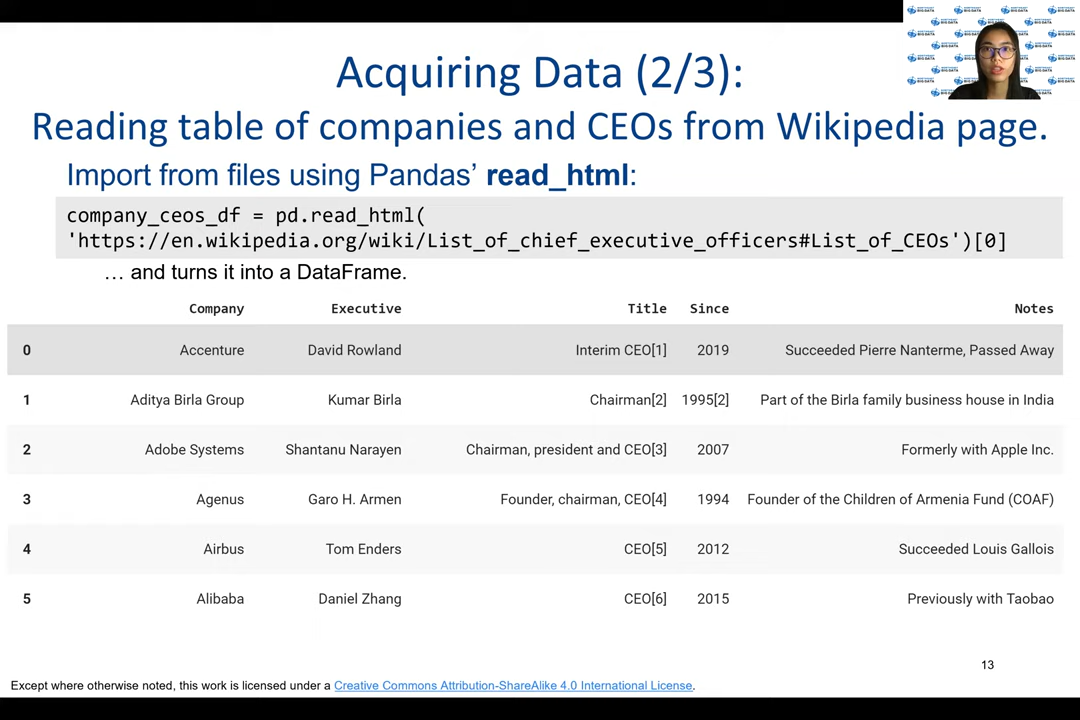 Acquiring Data (2/3):
Reading table of companies and CEOs from Wikipedia page.
Import from files using Pandas’ read_html:
company_ceos_df = pd.read_html(
'https://en.wikipedia.org/wiki/List_of_chief_executive_officers#List_of_CEOs')[0]
… and turns it into a DataFrame.
Company Executive Title Since Notes
0 Accenture David Rowland Interim CEO[1] 2019 Succeeded Pierre Nanterme, Passed Away
1 Aditya Birla Group Kumar Birla Chairman[2] 1995[2] Part of the Birla family business house in India
2 Adobe Systems Shantanu Narayen Chairman, president and CEO[3] 2007 Formerly with Apple Inc.
3 Agenus Garo H. Armen Founder, chairman, CEO[4] 1994 Founder of the Children of Armenia Fund (COAF)
4 Airbus Tom Enders CEO[5] 2012 Succeeded Louis Gallois
5 Alibaba Daniel Zhang CEO[6] 2015 Previously with Taobao
13
Except where otherwise noted, this work is licensed under a Creative Commons Attribution-ShareAlike 4.0 International License.